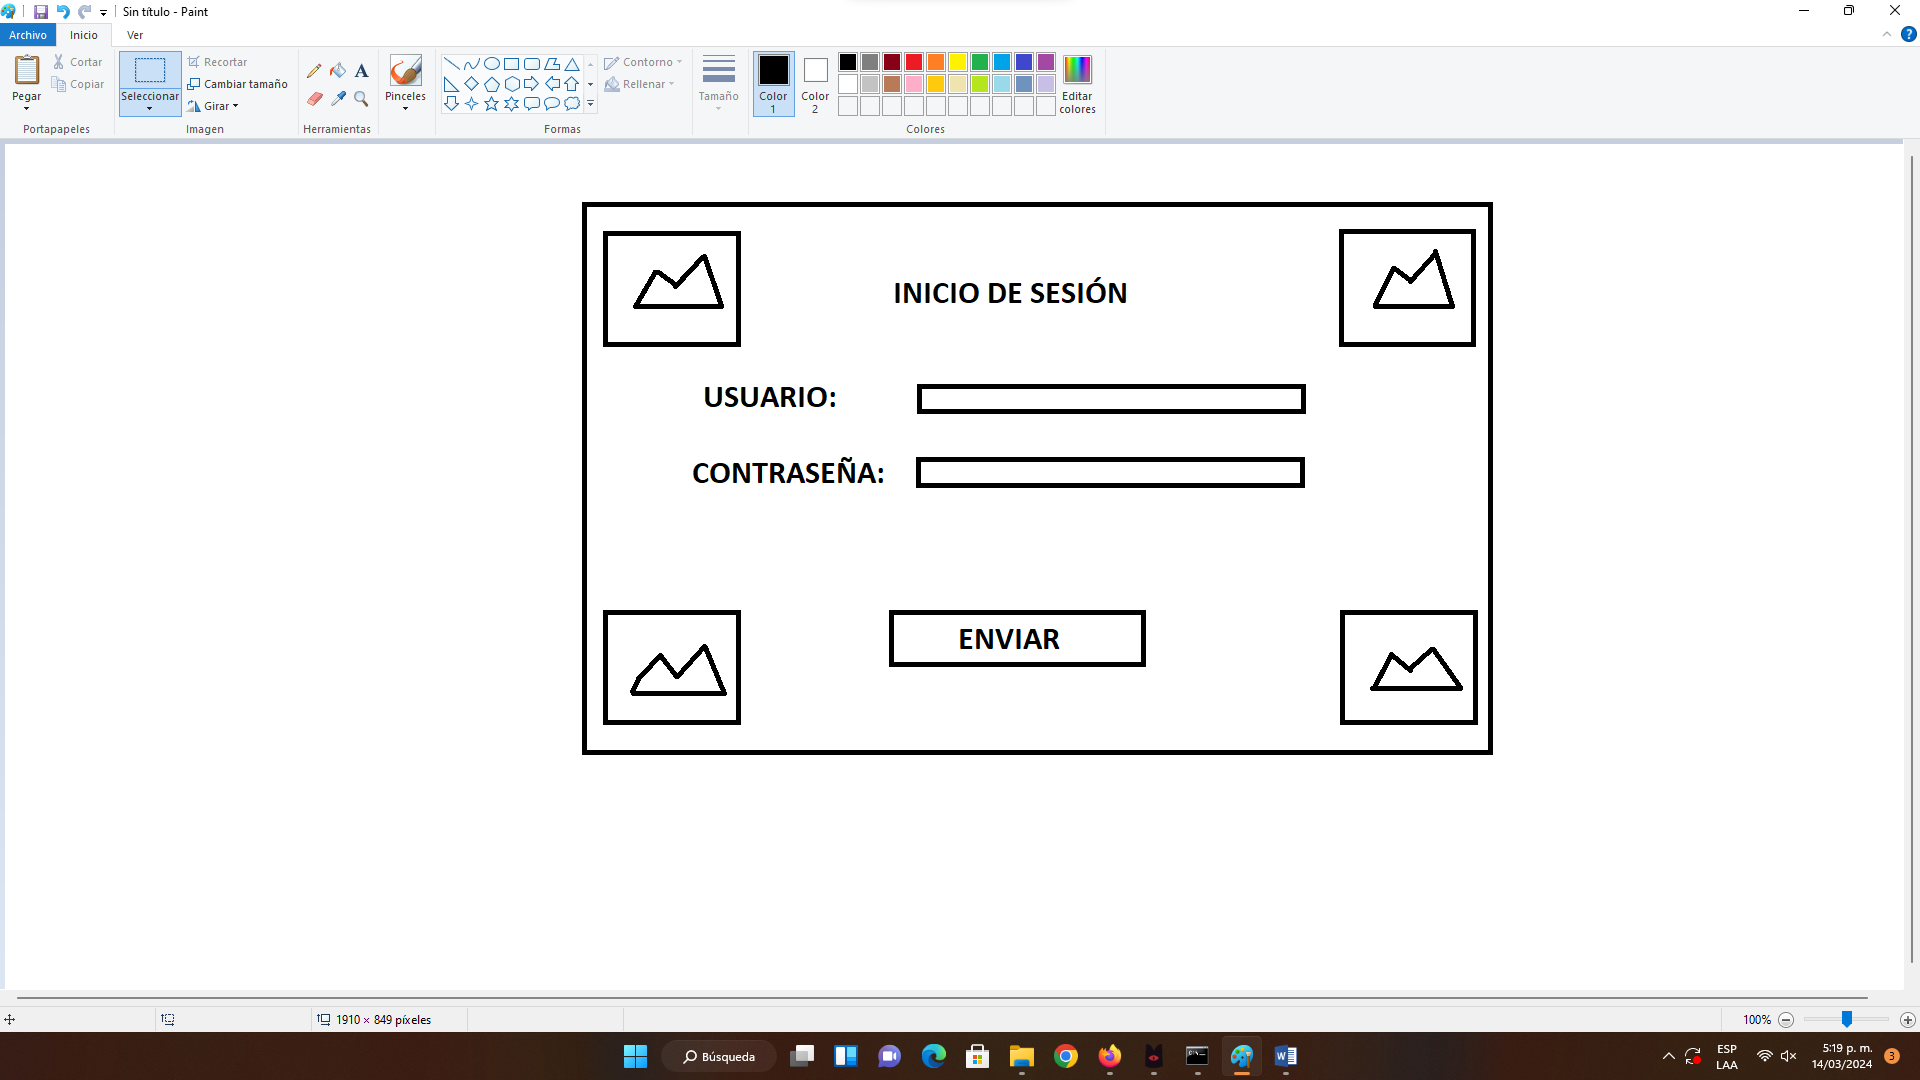 Sin título - Paint
Archivo Inicio Ver
Pegar
Cortar
Copiar
Portapapeles
Seleccionar
Recortar
Cambiar tamaño
Girar
Imagen
A
Herramientas
Pinceles
Contorno
Rellenar
Formas
Tamaño
Color
1
Color
2
Editar
colores
Colores
INICIO DE SESIÓN
USUARIO:
CONTRASEÑA:
ENVIAR
1910 × 849 píxeles
100%
Búsqueda
ESP
LAA
5:19 p. m.
14/03/2024
3